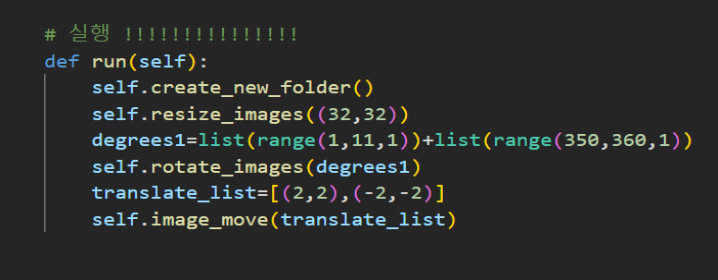 # 실행 !!!!!!!!!!!!!!!
def run(self):
self.create_new_folder()
self.resize_images((32,32))
degrees1=list(range(1,11,1))+list(range(350,360,1))
self.rotate_images(degrees1)
translate_list=[(2,2),(-2,-2)]
self.image_move(translate_list)